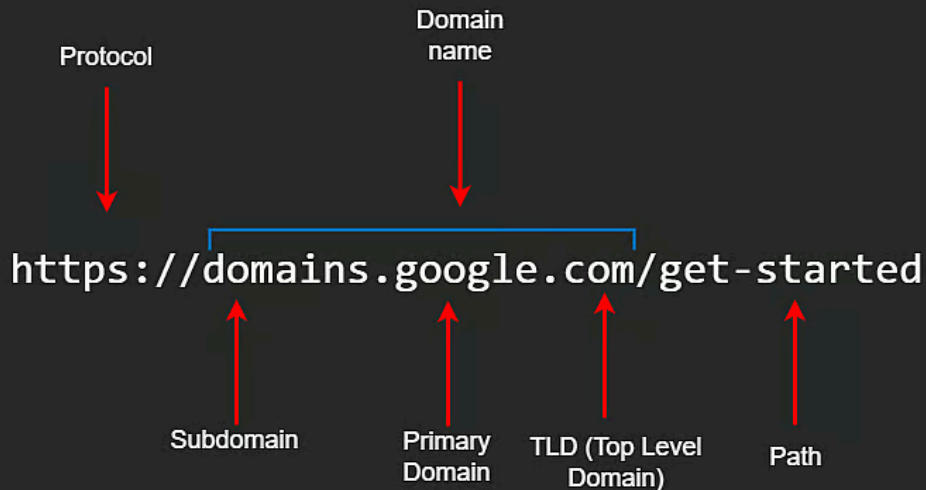 Domain
name
Protocol
https://domains.google.com/get-started
Subdomain
Primary
Domain
TLD (Top Level
Domain)
Path